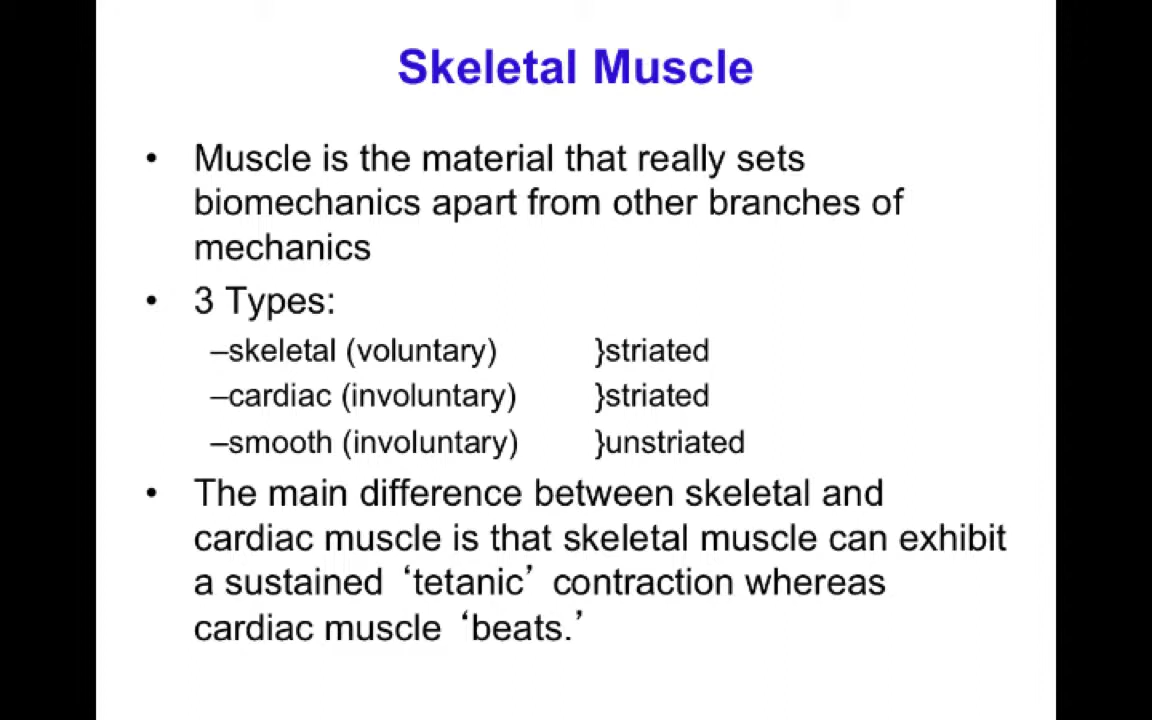 Skeletal Muscle
• Muscle is the material that really sets
biomechanics apart from other branches of
mechanics
• 3 Types:
–skeletal (voluntary) }striated
–cardiac (involuntary) }striated
–smooth (involuntary) }unstriated
• The main difference between skeletal and
cardiac muscle is that skeletal muscle can exhibit
a sustained ‘tetanic’ contraction whereas
cardiac muscle ‘beats.’